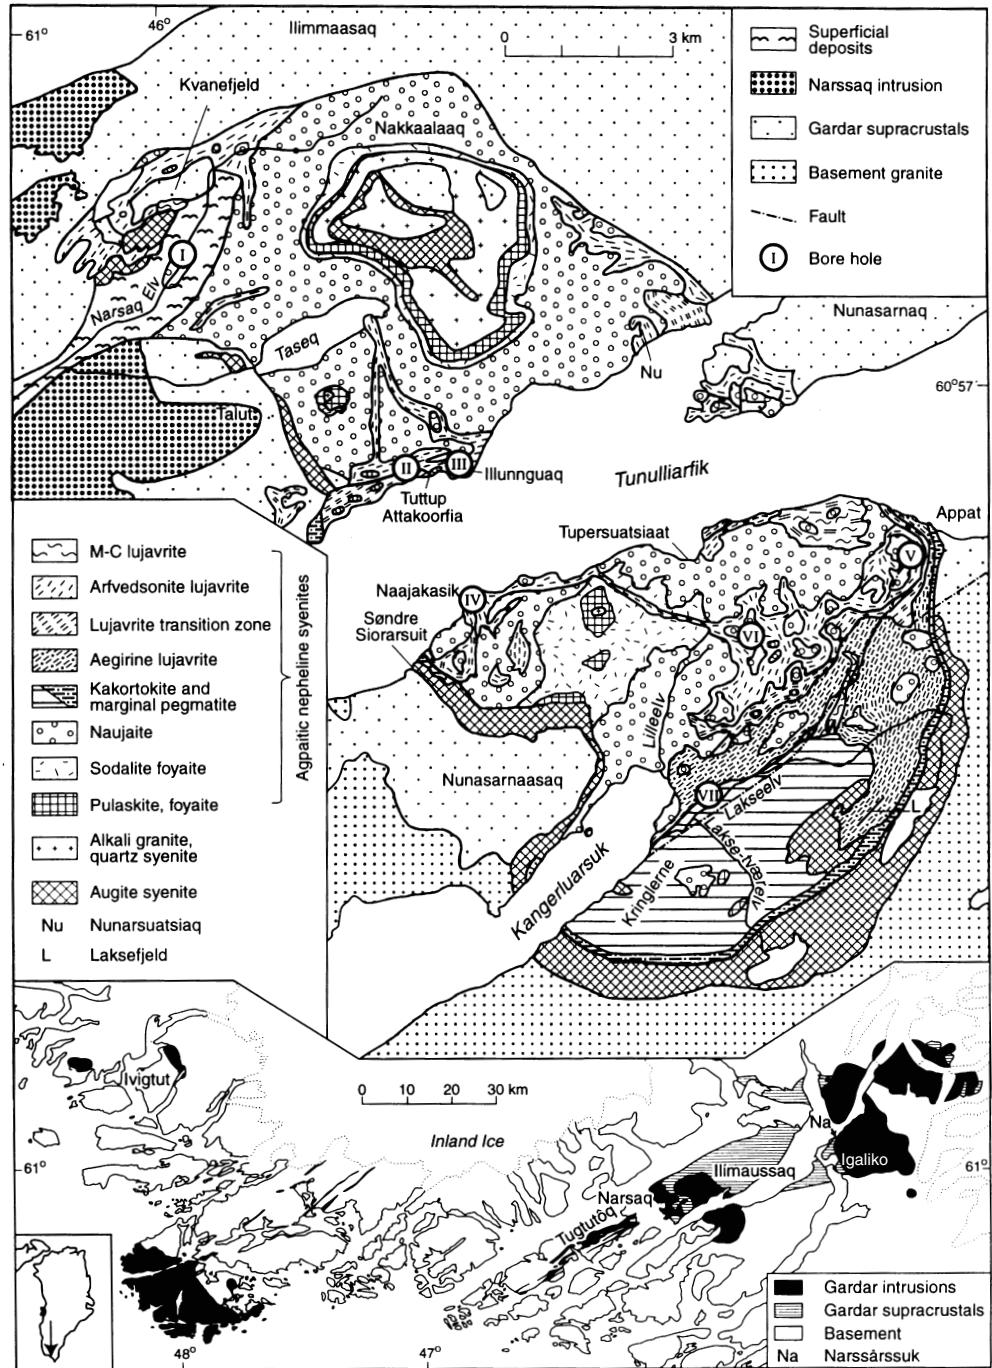 61°
46°
Ilimmaasaq
0
3 km
Kvanefjeld
Nakkaalaaq
Superficial
deposits
Narssaq intrusion
Gardar supracrustals
Basement granite
Fault
I
Bore hole
I
Narsaq Elv
Taseq
Nunasarnaq
Nu
60°57'
Talut
II
III
Illunnguaq
Tuttup
Attakoorfia
Tunulliarfik
Appat
Tupersuatsiaat
V
Naajakasik
IV
Søndre
Siorarsuit
VI
Lilleelv
Nunasarnaasaq
VII
Lakseelv
L
Lakse-tværelv
Kringlerne
Kangerluarsuk
M-C lujavrite
Arfvedsonite lujavrite
Lujavrite transition zone
Aegirine lujavrite
Kakortokite and
marginal pegmatite
Naujaite
Sodalite foyaite
Pulaskite, foyaite
Agpaitic nepheline syenites
Alkali granite,
quartz syenite
Augite syenite
Nu Nunarsuatsiaq
L Laksefjeld
Ivigtut
0 10 20 30 km
Inland Ice
Na
Igaliko
61°
Ilimaussaq
61°
Narsaq
Tugtutôq
48°
47°
Gardar intrusions
Gardar supracrustals
Basement
Na Narssârssuk